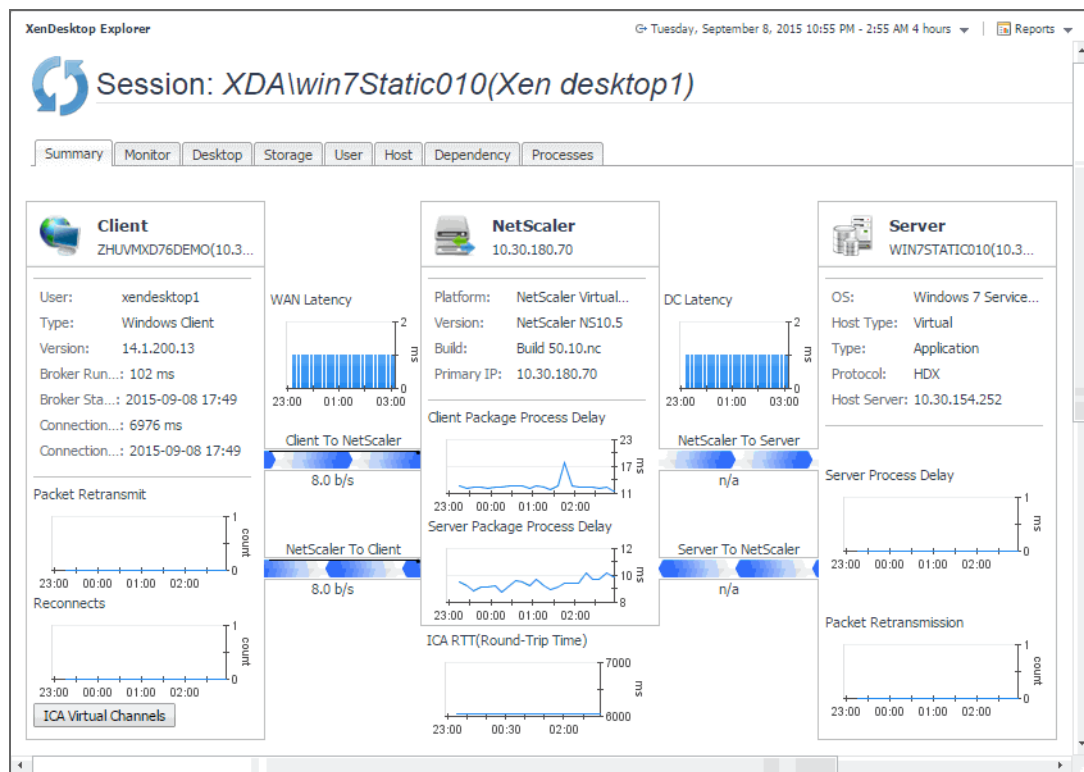 XenDesktop Explorer
Tuesday, September 8, 2015 10:55 PM - 2:55 AM 4 hours
Reports
Session: XDA\win7Static010(Xen desktop1)
Summary Monitor Desktop Storage User Host Dependency Processes
Client
ZHUVMXD76DEMO(10.3...
User: xendesktop1
Type: Windows Client
Version: 14.1.200.13
Broker Run...: 102 ms
Broker Sta...: 2015-09-08 17:49
Connection...: 6976 ms
Connection...: 2015-09-08 17:49
Packet Retransmit
1
count
0
23:00 00:00 01:00 02:00
Reconnects
1
count
0
23:00 00:00 01:00 02:00
ICA Virtual Channels
WAN Latency
2
ms
0
23:00 01:00 03:00
Client To NetScaler
8.0 b/s
NetScaler To Client
8.0 b/s
NetScaler
10.30.180.70
Platform: NetScaler Virtual...
Version: NetScaler NS10.5
Build: Build 50.10.nc
Primary IP: 10.30.180.70
Client Package Process Delay
23
17
ms
11
23:00 00:00 01:00 02:00
Server Package Process Delay
12
10
ms
8
23:00 00:00 01:00 02:00
ICA RTT(Round-Trip Time)
7000
ms
6000
23:00 00:30 02:00
DC Latency
2
ms
0
23:00 01:00 03:00
NetScaler To Server
n/a
Server To NetScaler
n/a
Server
WIN7STATIC010(10.3...
OS: Windows 7 Service...
Host Type: Virtual
Type: Application
Protocol: HDX
Host Server: 10.30.154.252
Server Process Delay
1
ms
0
23:00 00:00 01:00 02:00
Packet Retransmission
1
count
0
23:00 00:00 01:00 02:00